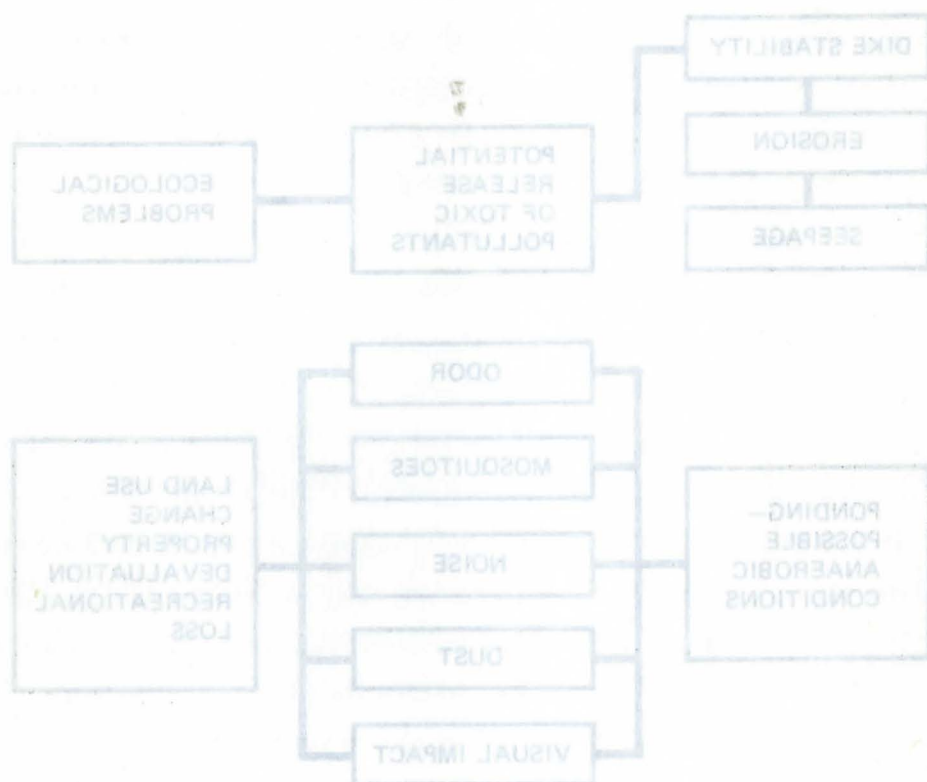 DIKE STABILITY
EROSION
SEEPAGE
POTENTIAL
RELEASE
OF TOXIC
POLLUTANTS
ECOLOGICAL
PROBLEMS
PONDING—
POSSIBLE
ANAEROBIC
CONDITIONS
ODOR
MOSQUITOES
NOISE
DUST
VISUAL IMPACT
LAND USE
CHANGE
PROPERTY
DEVALUATION
RECREATIONAL
LOSS